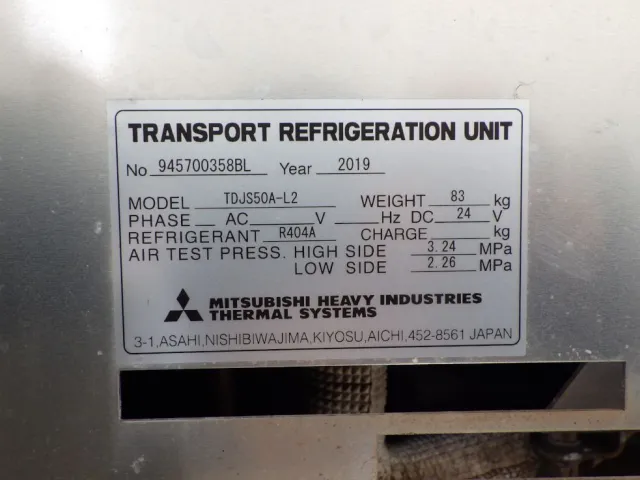 TRANSPORT REFRIGERATION UNIT
No 945700358BL Year 2019
MODEL TDJS50A-L2 WEIGHT 83 kg
PHASE AC V Hz DC 24 V
REFRIGERANT R404A CHARGE kg
AIR TEST PRESS. HIGH SIDE 3.24 MPa
LOW SIDE 2.26 MPa
MITSUBISHI HEAVY INDUSTRIES
THERMAL SYSTEMS
3-1,ASAHI,NISHIBIWAJIMA,KIYOSU,AICHI,452-8561 JAPAN